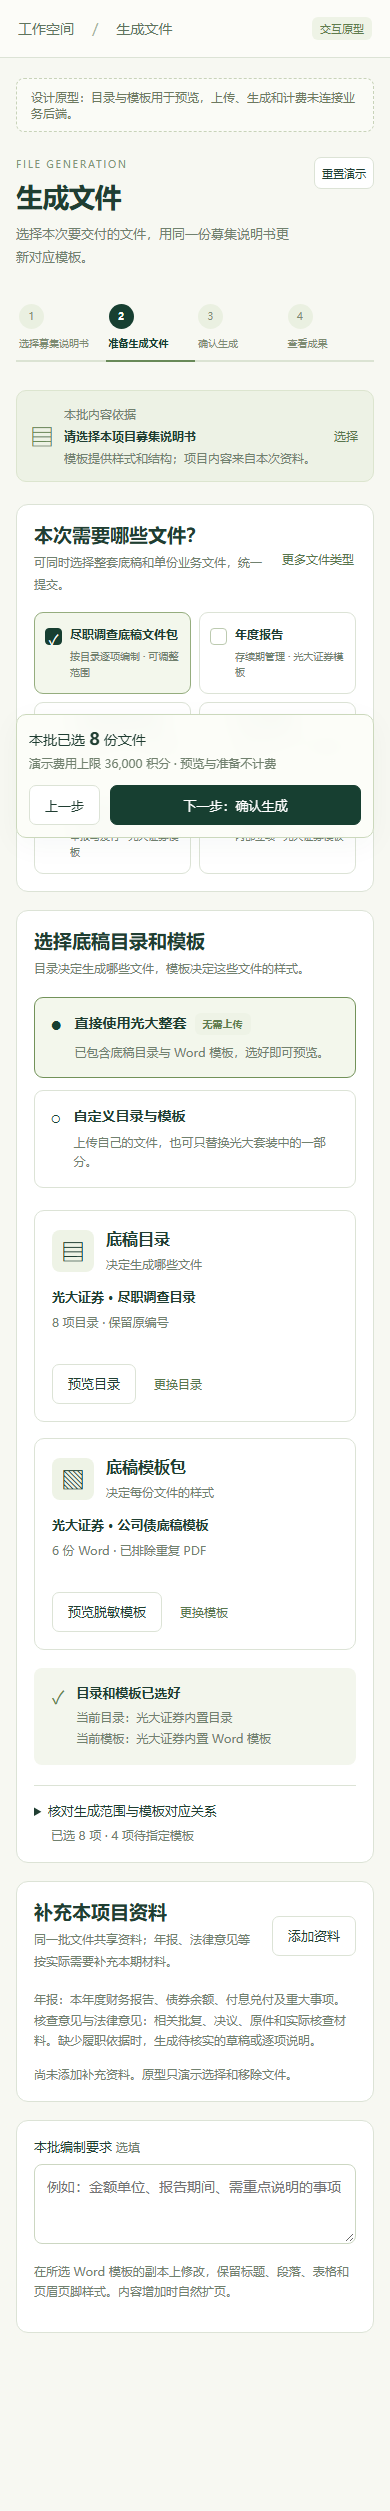 工作空间 / 生成文件 交互原型
设计原型：目录与模板用于预览，上传、生成和计费未连接业
务后端。
FILE GENERATION
重置演示
生成文件
选择本次要交付的文件，用同一份募集说明书更
新对应模板。
1 2 3 4
选择募集说明书 准备生成文件 确认生成 查看成果
本批内容依据
请选择本项目募集说明书 选择
模板提供样式和结构；项目内容来自本次资料。
本次需要哪些文件？
可同时选择整套底稿和单份业务文件，统一 更多文件类型
提交。
尽职调查底稿文件包 年度报告
按目录逐项编制 · 可调整 存续期管理 · 光大证券模
范围 板
本批已选 8 份文件
演示费用上限 36,000 积分 · 预览与准备不计费
上一步 下一步：确认生成
板
选择底稿目录和模板
目录决定生成哪些文件，模板决定这些文件的样式。
直接使用光大整套 无需上传
已包含底稿目录与 Word 模板，选好即可预览。
自定义目录与模板
上传自己的文件，也可只替换光大套装中的一部
分。
底稿目录
决定生成哪些文件
光大证券 • 尽职调查目录
8 项目录 · 保留原编号
预览目录 更换目录
底稿模板包
决定每份文件的样式
光大证券 • 公司债底稿模板
6 份 Word · 已排除重复 PDF
预览脱敏模板 更换模板
目录和模板已选好
当前目录：光大证券内置目录
当前模板：光大证券内置 Word 模板
核对生成范围与模板对应关系
已选 8 项 · 4 项待指定模板
补充本项目资料
同一批文件共享资料；年报、法律意见等 添加资料
按实际需要补充本期材料。
年报：本年度财务报告、债券余额、付息兑付及重大事项。
核查意见与法律意见：相关批复、决议、原件和实际核查材
料。缺少履职依据时，生成待核实的草稿或逐项说明。
尚未添加补充资料。原型只演示选择和移除文件。
本批编制要求 选填
例如：金额单位、报告期间、需重点说明的事项
在所选 Word 模板的副本上修改，保留标题、段落、表格和
页眉页脚样式。内容增加时自然扩页。